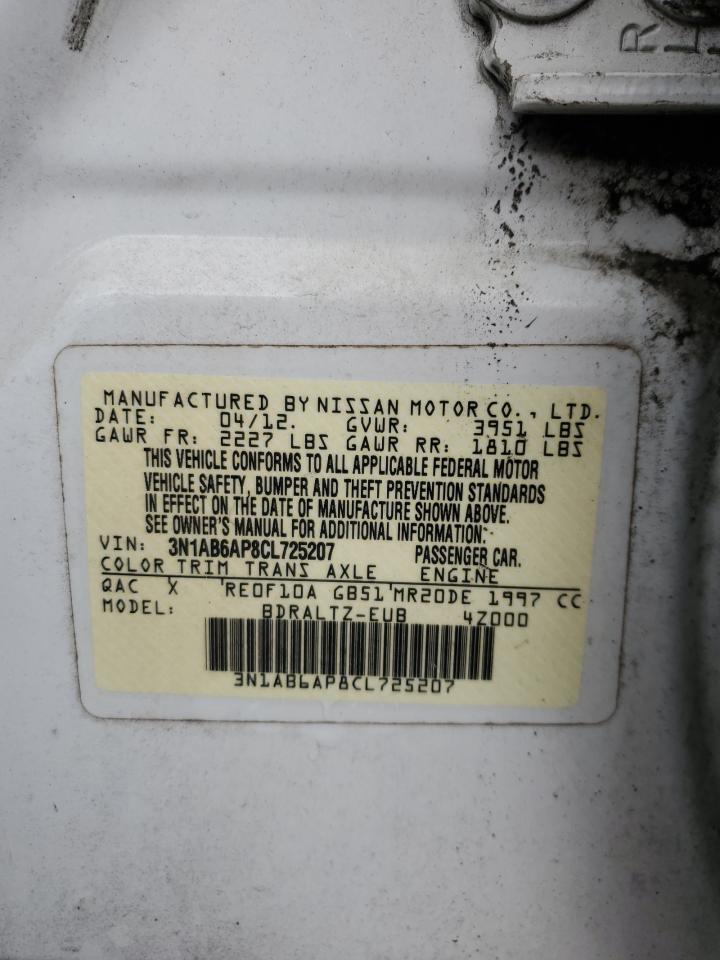 R
L
MANUFACTURED BY NISSAN MOTOR CO., LTD.
DATE: 04/12. GVWR: 3951 LBS
GAWR FR: 2227 LBS GAWR RR: 1810 LBS
THIS VEHICLE CONFORMS TO ALL APPLICABLE FEDERAL MOTOR
VEHICLE SAFETY, BUMPER AND THEFT PREVENTION STANDARDS
IN EFFECT ON THE DATE OF MANUFACTURE SHOWN ABOVE.
SEE OWNER'S MANUAL FOR ADDITIONAL INFORMATION.
VIN: 3N1AB6AP8CL725207 PASSENGER CAR.
COLOR TRIM TRANS AXLE ENGINE
QAC X 'RE0F10A GB51'MR20DE 1997 CC
MODEL: BDRALTZ-EUB 4Z000
3N1AB6AP8CL725207